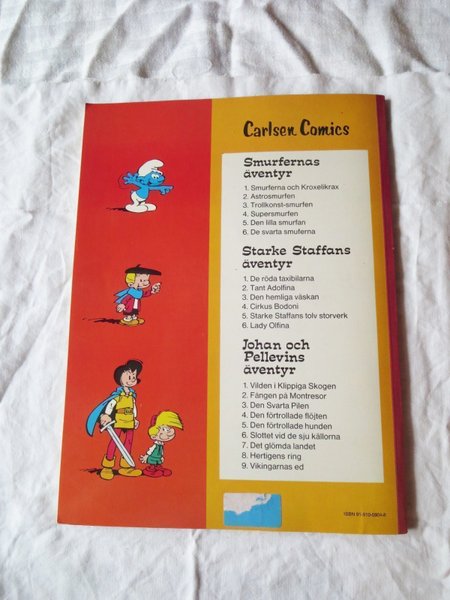 Carlsen Comics
Smurfernas
äventyr
1. Smurferna och Kroxelikrax
2. Astrosmurfen
3. Trollkonst-smurfen
4. Supersmurfen
5. Den lilla smurfan
6. De svarta smuferna
Starke Staffans
äventyr
1. De röda taxibilarna
2. Tant Adolfina
3. Den hemliga väskan
4. Cirkus Bodoni
5. Starke Staffans tolv storverk
6. Lady Olfina
Johan och
Pellevins
äventyr
1. Vilden i Klippiga Skogen
2. Fången på Montresor
3. Den Svarta Pilen
4. Den förtrollade flöjten
5. Den förtrollade hunden
6. Slottet vid de sju källorna
7. Det glömda landet
8. Hertigens ring
9. Vikingarnas ed
ISBN